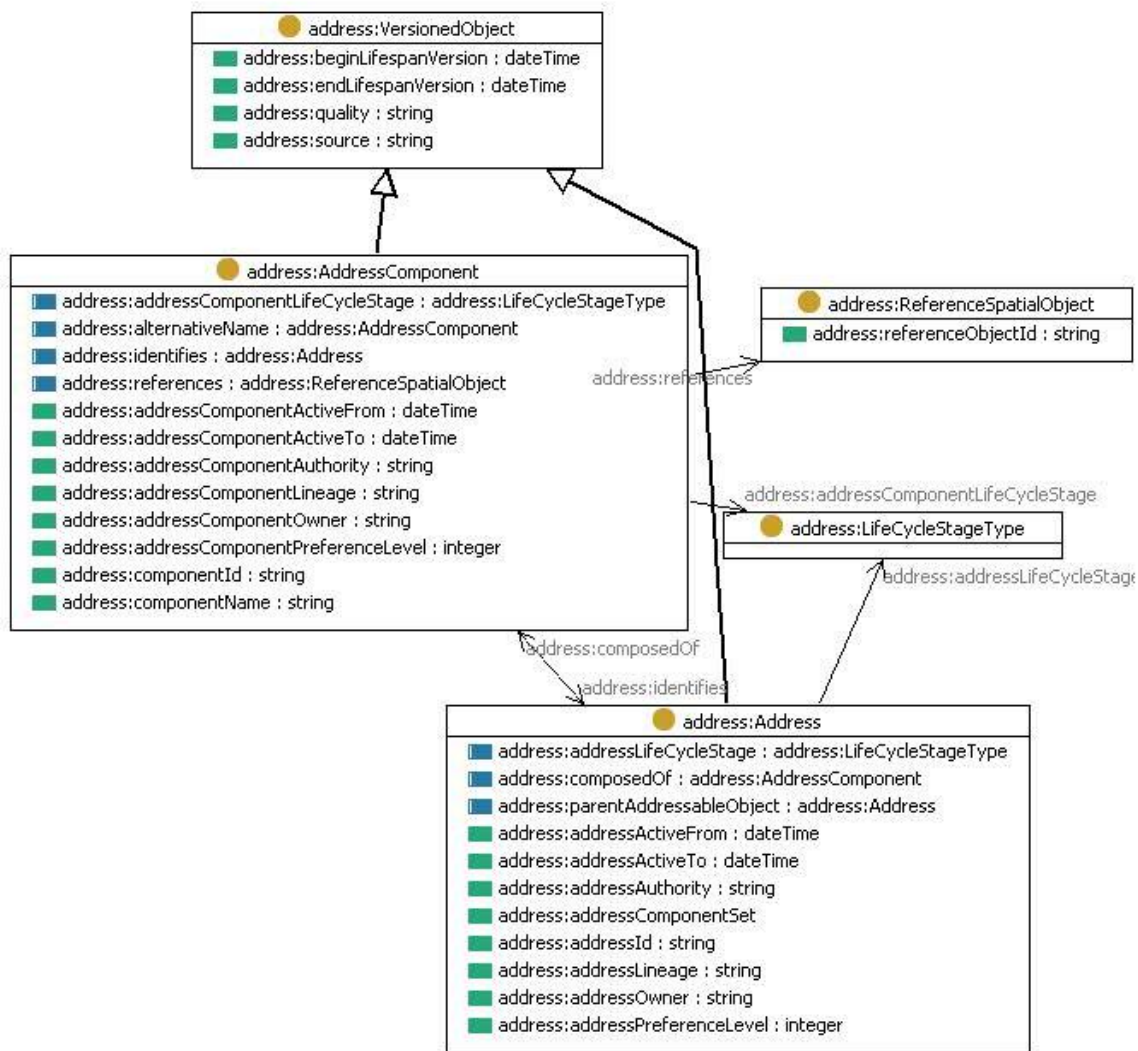 address:VersionedObject
address:beginLifespanVersion : dateTime
address:endLifespanVersion : dateTime
address:quality : string
address:source : string
address:AddressComponent
address:addressComponentLifeCycleStage : address:LifeCycleStageType
address:alternativeName : address:AddressComponent
address:identifies : address:Address
address:references : address:ReferenceSpatialObject
address:addressComponentActiveFrom : dateTime
address:addressComponentActiveTo : dateTime
address:addressComponentAuthority : string
address:addressComponentLineage : string
address:addressComponentOwner : string
address:addressComponentPreferenceLevel : integer
address:componentId : string
address:componentName : string
address:references
address:ReferenceSpatialObject
address:referenceObjectId : string
address:addressComponentLifeCycleStage
address:LifeCycleStageType
address:addressLifeCycleStage
address:composedOf
address:identifies
address:Address
address:addressLifeCycleStage : address:LifeCycleStageType
address:composedOf : address:AddressComponent
address:parentAddressableObject : address:Address
address:addressActiveFrom : dateTime
address:addressActiveTo : dateTime
address:addressAuthority : string
address:addressComponentSet
address:addressId : string
address:addressLineage : string
address:addressOwner : string
address:addressPreferenceLevel : integer